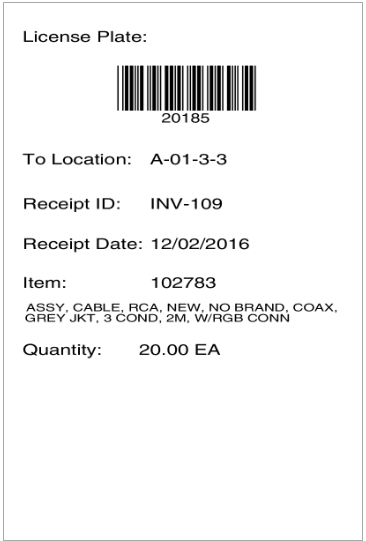 License Plate:
20185
To Location: A-01-3-3
Receipt ID: INV-109
Receipt Date: 12/02/2016
Item: 102783
ASSY, CABLE, RCA, NEW, NO BRAND, COAX,
GREY JKT, 3 COND, 2M, W/RGB CONN
Quantity: 20.00 EA